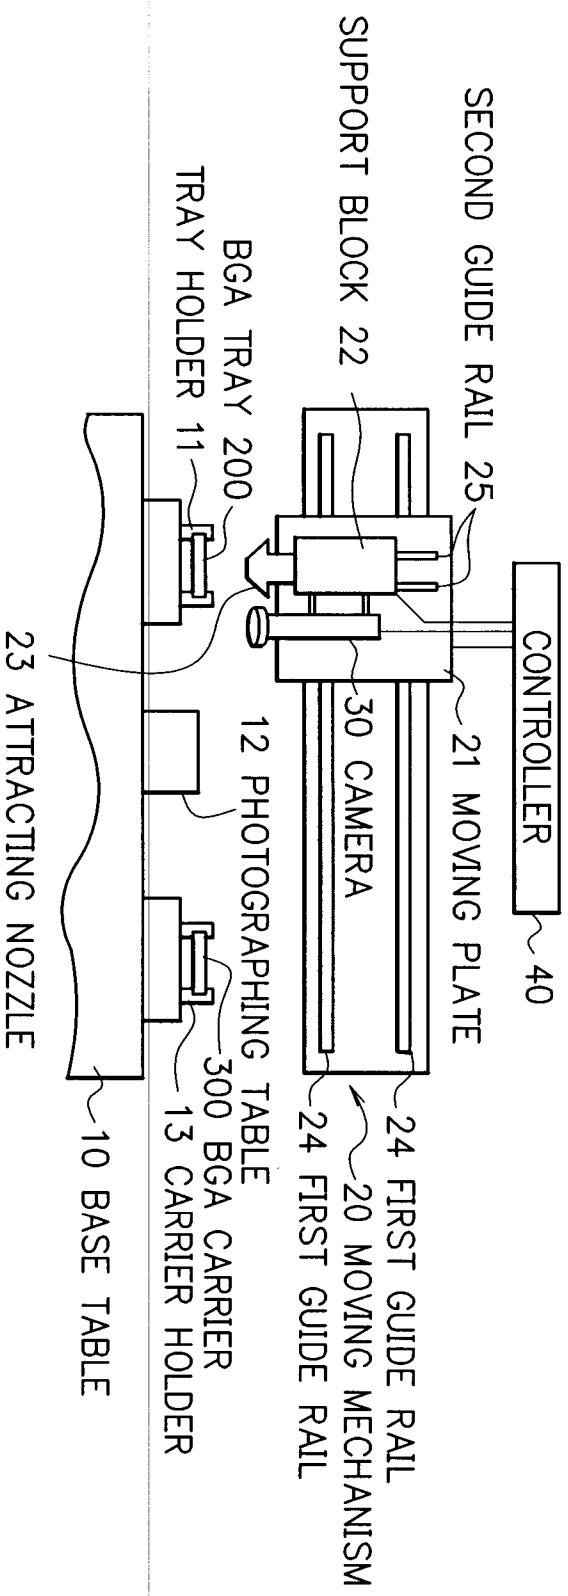 CONTROLLER
40
SECOND GUIDE RAIL 25
21 MOVING PLATE
24 FIRST GUIDE RAIL
20 MOVING MECHANISM
SUPPORT BLOCK 22
30 CAMERA
24 FIRST GUIDE RAIL
BGA TRAY 200
12 PHOTOGRAPHING TABLE
300 BGA CARRIER
TRAY HOLDER 11
13 CARRIER HOLDER
10 BASE TABLE
23 ATTRACTING NOZZLE